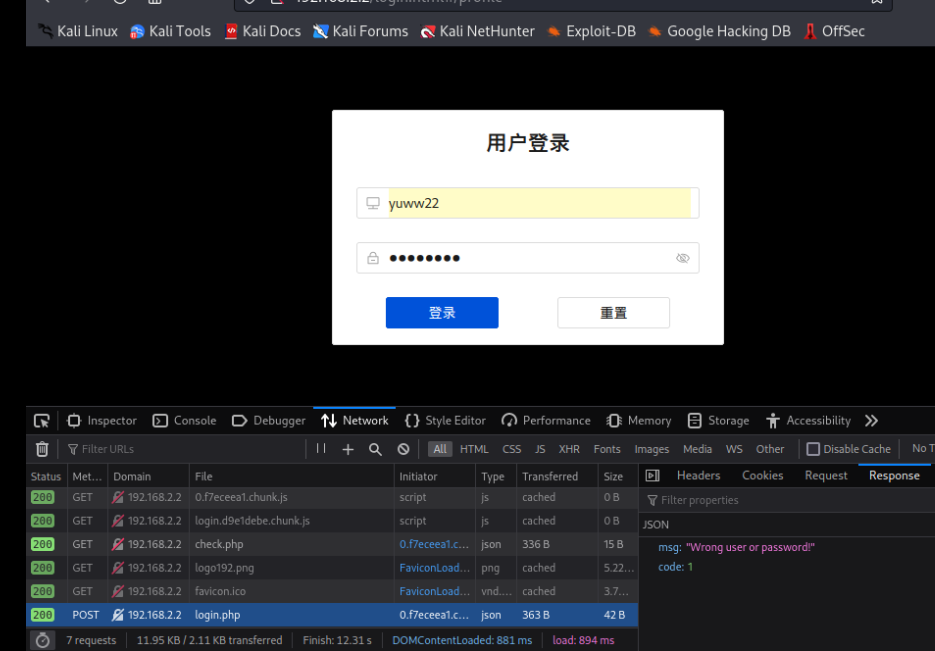 192.168.2.2/login.html#/profile
Kali Linux Kali Tools Kali Docs Kali Forums Kali NetHunter Exploit-DB Google Hacking DB OffSec
用户登录
yuww22
●●●●●●●●
登录 重置
Inspector Console Debugger Network Style Editor Performance Memory Storage Accessibility
Filter URLs All HTML CSS JS XHR Fonts Images Media WS Other Disable Cache No
Status Met... Domain File Initiator Type Transferred Size Headers Cookies Request Response
200 GET 192.168.2.2 0.f7eceea1.chunk.js script js cached 0 B
Filter properties
200 GET 192.168.2.2 login.d9e1debe.chunk.js script js cached 0 B
JSON
200 GET 192.168.2.2 check.php 0.f7eceea1.c... json 336 B 15 B
msg: "Wrong user or password!"
200 GET 192.168.2.2 logo192.png FaviconLoad... png cached 5.22...
code: 1
200 GET 192.168.2.2 favicon.ico FaviconLoad... vnd.... cached 3.7...
200 POST 192.168.2.2 login.php 0.f7eceea1.c... json 363 B 42 B
7 requests 11.95 KB / 2.11 KB transferred Finish: 12.31 s DOMContentLoaded: 881 ms load: 894 ms